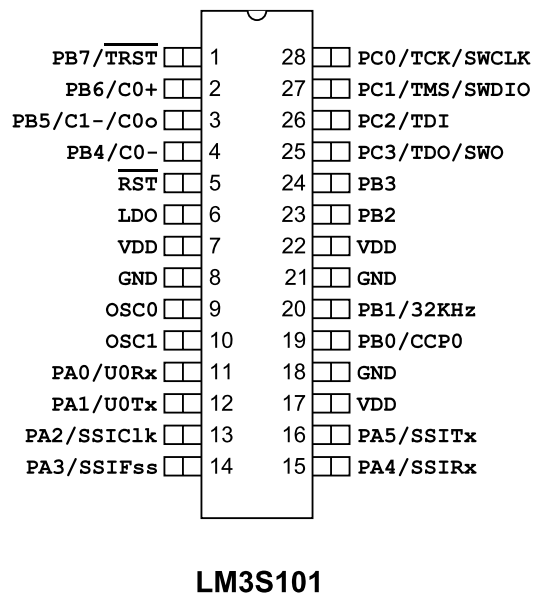 PB7/TRST 1 28 PC0/TCK/SWCLK
PB6/C0+ 2 27 PC1/TMS/SWDIO
PB5/C1-/C0o 3 26 PC2/TDI
PB4/C0- 4 25 PC3/TDO/SWO
RST 5 24 PB3
LDO 6 23 PB2
VDD 7 22 VDD
GND 8 21 GND
OSC0 9 20 PB1/32KHz
OSC1 10 19 PB0/CCP0
PA0/U0Rx 11 18 GND
PA1/U0Tx 12 17 VDD
PA2/SSIClk 13 16 PA5/SSITx
PA3/SSIFss 14 15 PA4/SSIRx
LM3S101